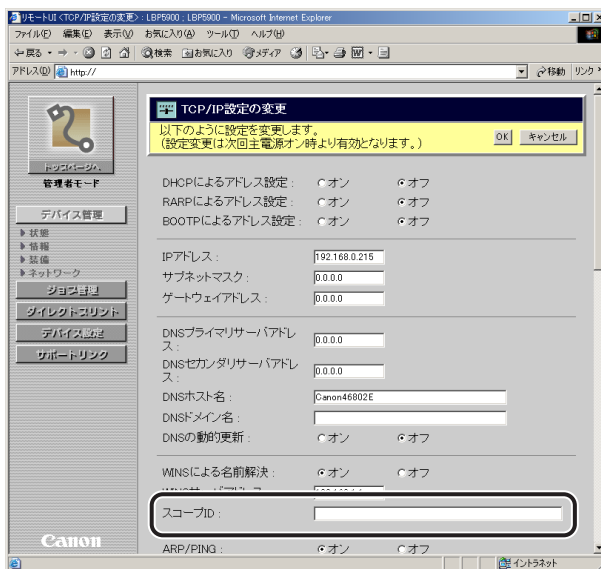 リモートUI <TCP/IP設定の変更> : LBP5900 ; LBP5900 - Microsoft Internet Explorer
ファイル(F) 編集(E) 表示(V) お気に入り(A) ツール(T) ヘルプ(H)
戻る 検索 お気に入り メディア
アドレス(D) http:// 移動 リンク
TCP/IP設定の変更
以下のように設定を変更します。
(設定変更は次回主電源オン時より有効となります。)
OK キャンセル
トップページへ
管理者モード
デバイス管理
状態
情報
装備
ネットワーク
ジョブ管理
ダイレクトプリント
デバイス設定
サポートリンク
Canon
DHCPによるアドレス設定 : オン オフ
RARPによるアドレス設定 : オン オフ
BOOTPによるアドレス設定 : オン オフ
IPアドレス : 192.168.0.215
サブネットマスク : 0.0.0.0
ゲートウェイアドレス : 0.0.0.0
DNSプライマリサーバアドレ
ス : 0.0.0.0
DNSセカンダリサーバアドレ
ス : 0.0.0.0
DNSホスト名 : Canon46802E
DNSドメイン名 :
DNSの動的更新 : オン オフ
WINSによる名前解決 : オン オフ
スコープID :
ARP/PING : オン オフ
イントラネット